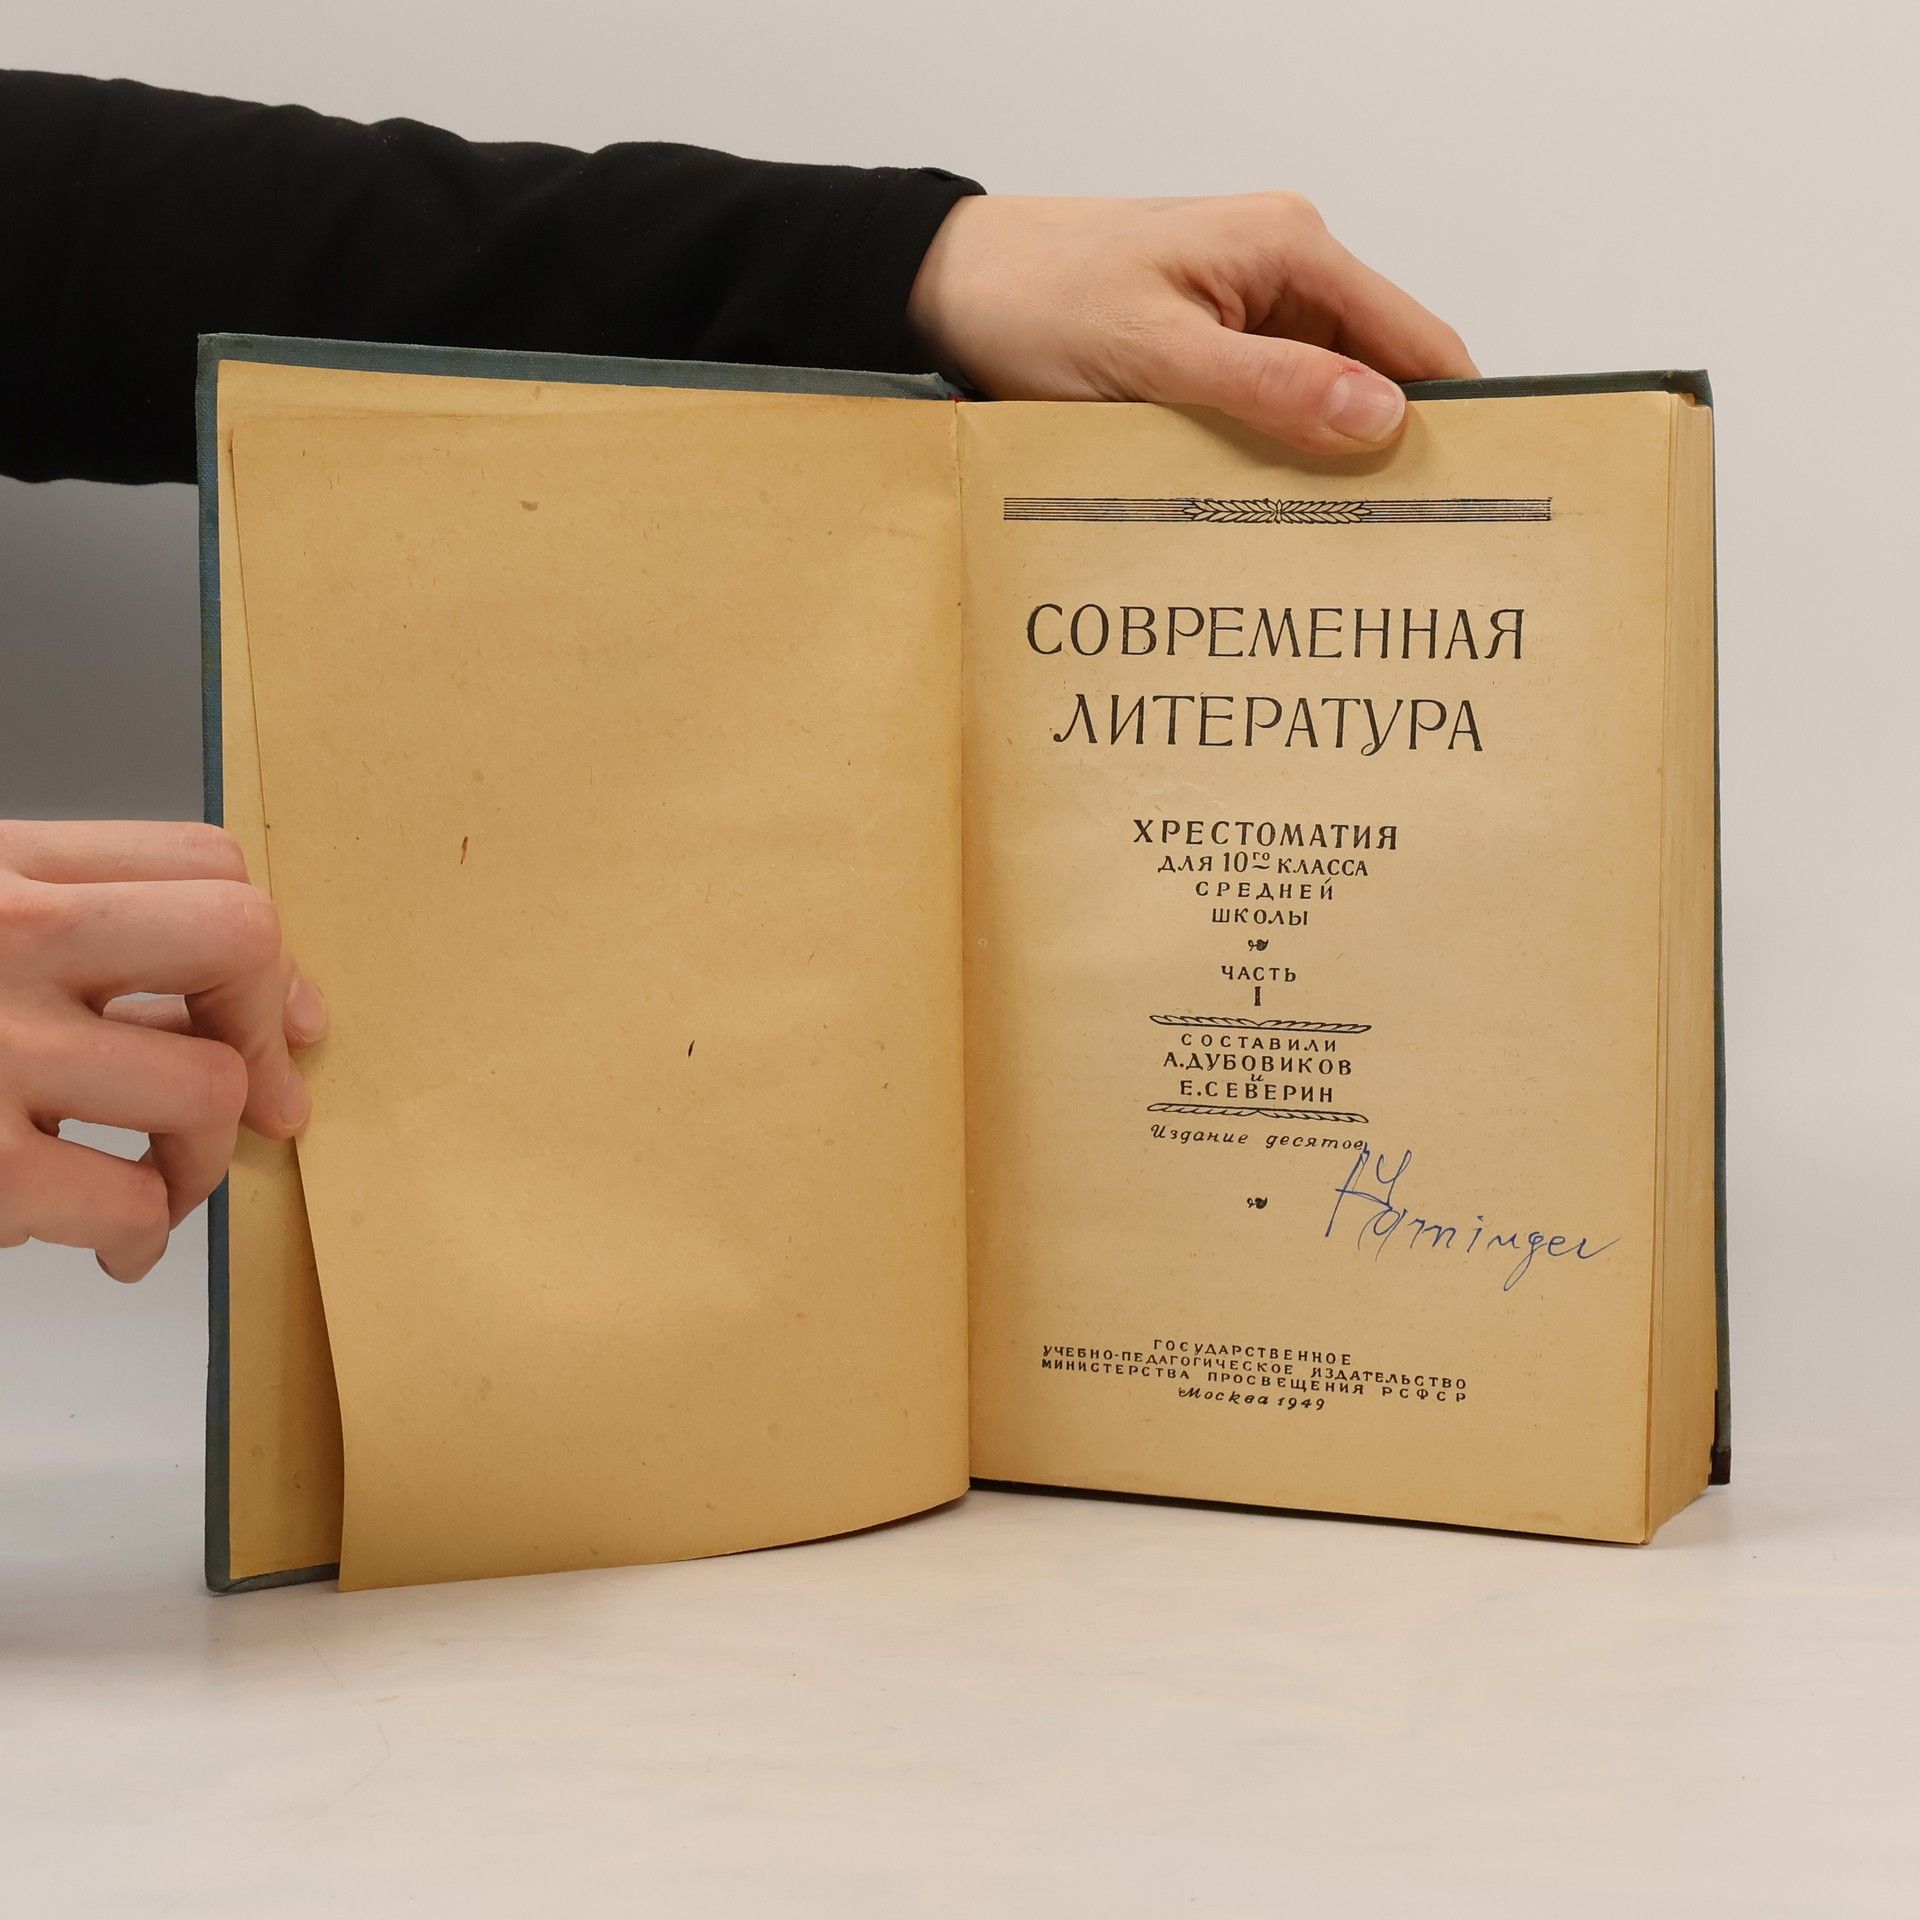 СОВРЕМЕННАЯ
ЛИТЕРАТУРА
ХРЕСТОМАТИЯ
ДЛЯ 10го КЛАССА
СРЕДНЕЙ
ШКОЛЫ
ЧАСТЬ
I
СОСТАВИЛИ
А.ДУБОВИКОВ
и
Е.СЕВЕРИН
Издание десятое
ГОСУДАРСТВЕННОЕ
УЧЕБНО-ПЕДАГОГИЧЕСКОЕ ИЗДАТЕЛЬСТВО
МИНИСТЕРСТВА ПРОСВЕЩЕНИЯ РСФСР
Москва 1949